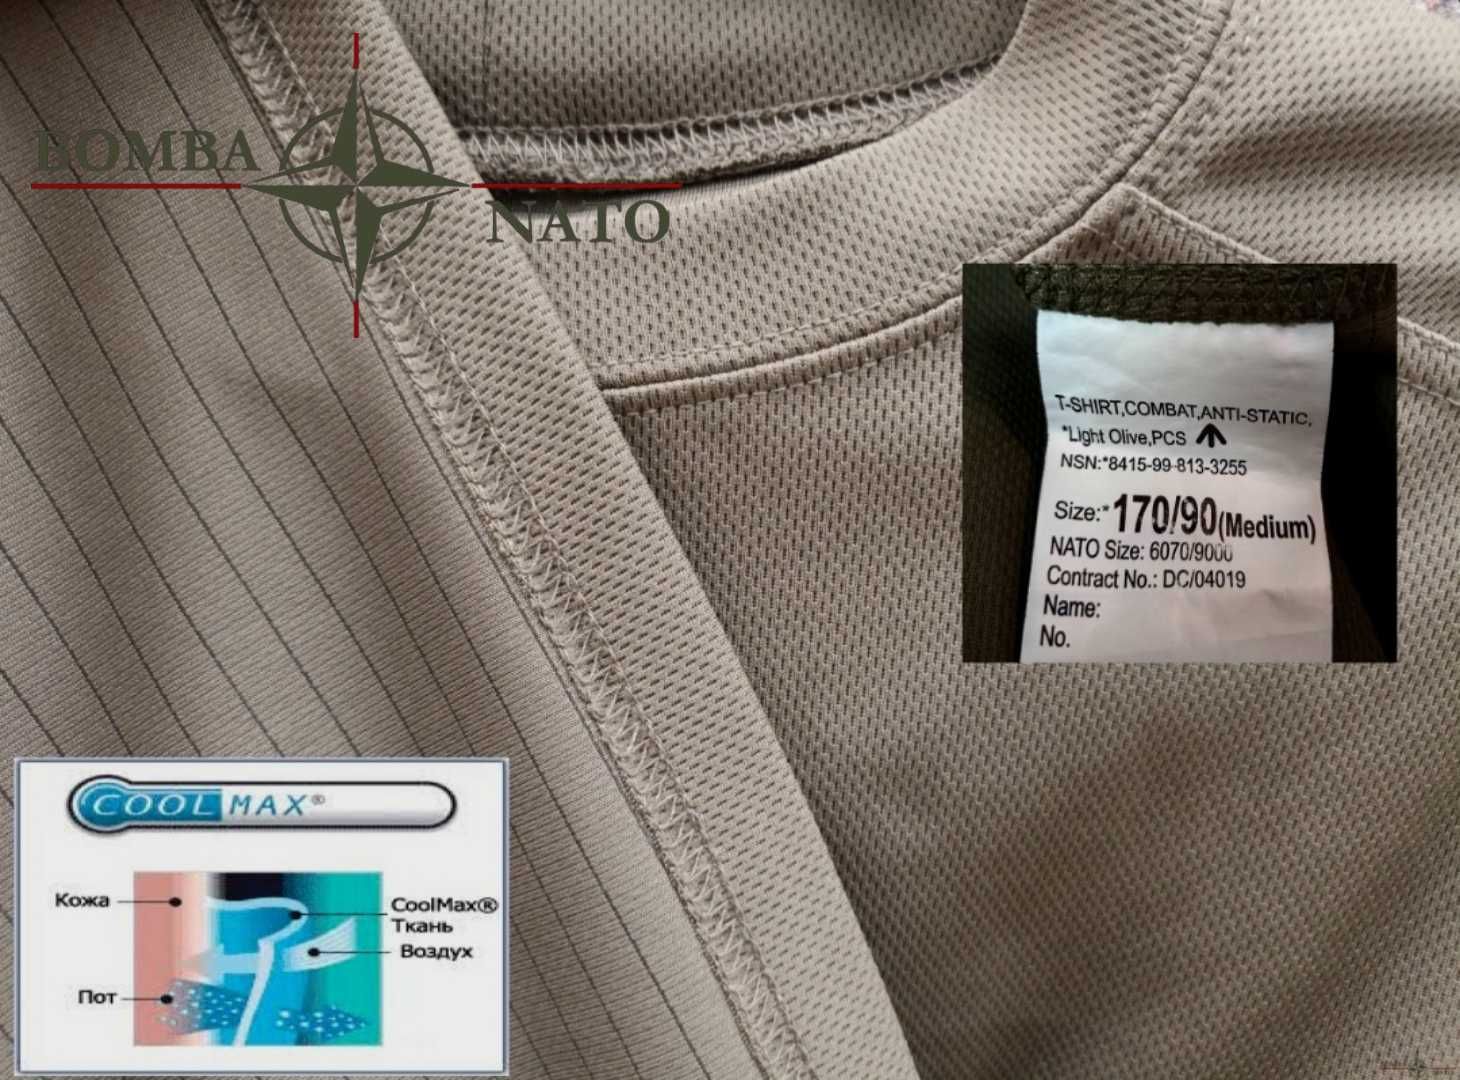 BOMBA
NATO
T-SHIRT,COMBAT,ANTI-STATIC,
*Light Olive,PCS
NSN:*8415-99-813-3255
Size:*170/90(Medium)
NATO Size: 6070/9000
Contract No.: DC/04019
Name:
No.
COOLMAX®
Кожа
CoolMax®
Ткань
Воздух
Пот